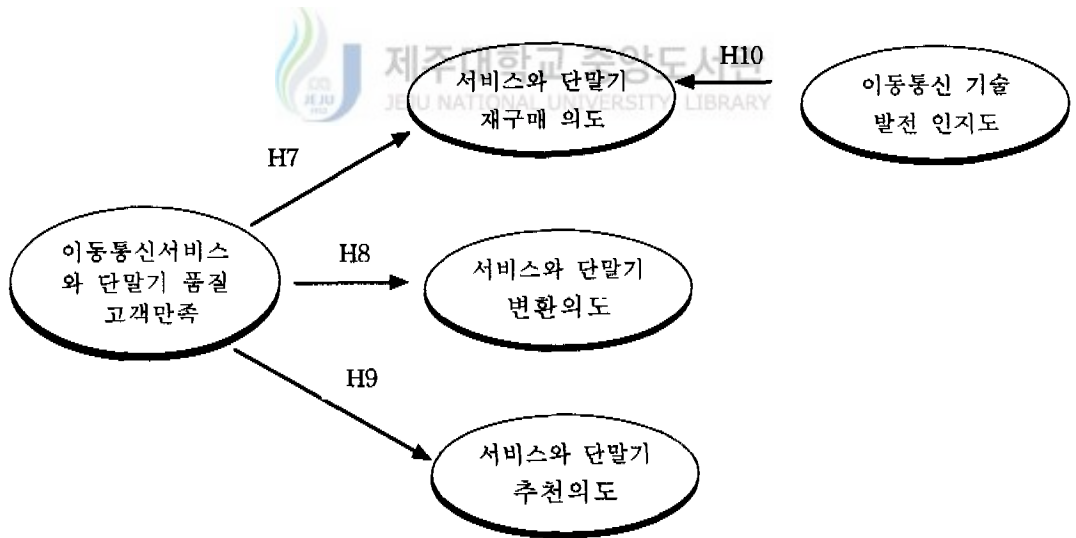 제주대학교 중앙도서관
JEJU NATIONAL UNIVERSITY LIBRARY
JEJU
1952
서비스와 단말기
재구매 의도
H10
이동통신 기술
발전 인지도
H7
이동통신서비스
와 단말기 품질
고객만족
H8
서비스와 단말기
변환의도
H9
서비스와 단말기
추천의도